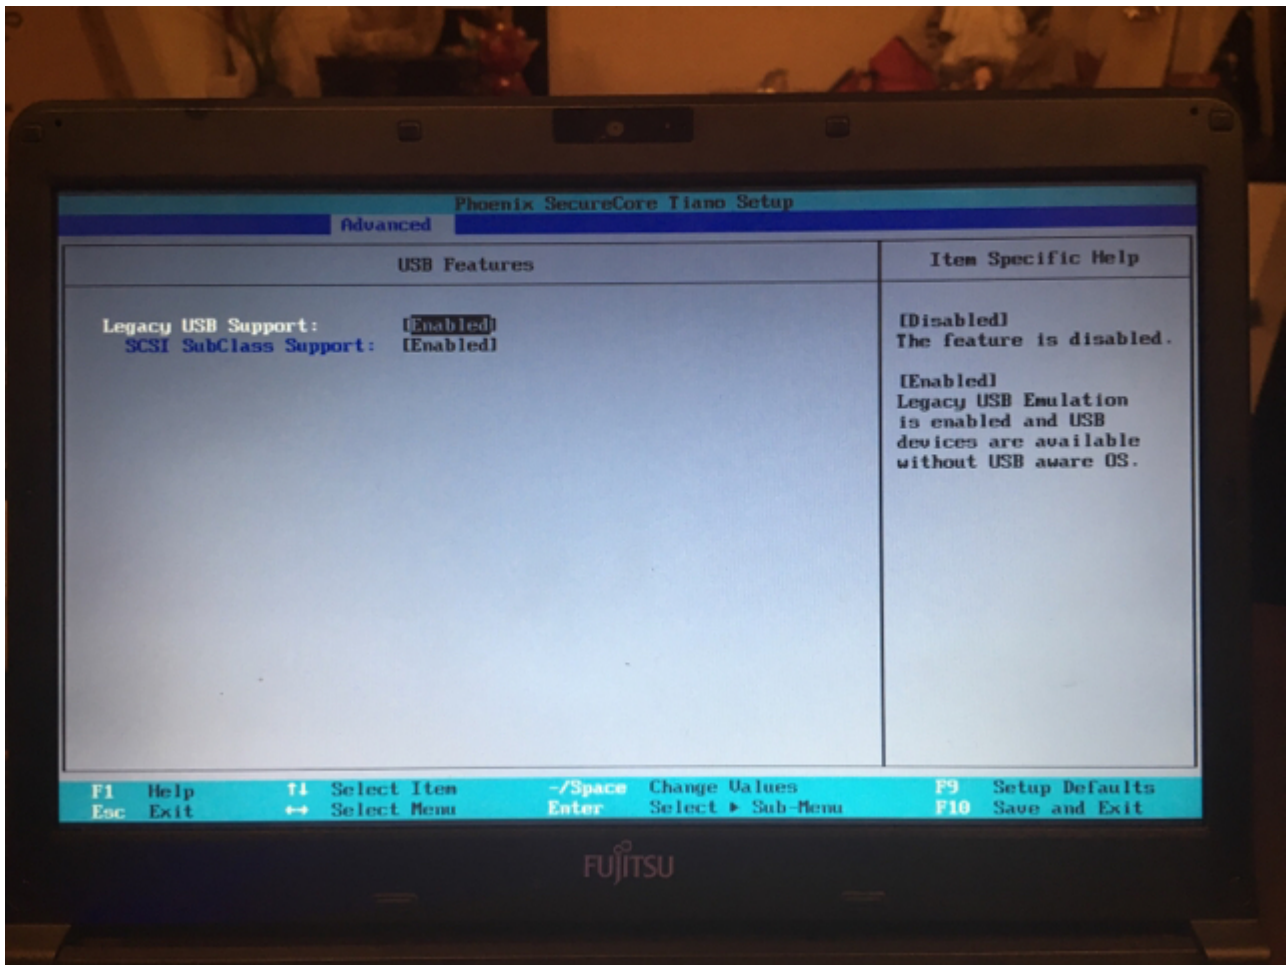 Phoenix SecureCore Tiano Setup
Advanced
USB Features
Item Specific Help
Legacy USB Support: [Enabled]
SCSI SubClass Support: [Enabled]
[Disabled]
The feature is disabled.
[Enabled]
Legacy USB Emulation
is enabled and USB
devices are available
without USB aware OS.
F1 Help ↑↓ Select Item -/Space Change Values F9 Setup Defaults
Esc Exit ↔ Select Menu Enter Select ▶ Sub-Menu F10 Save and Exit
FUJITSU